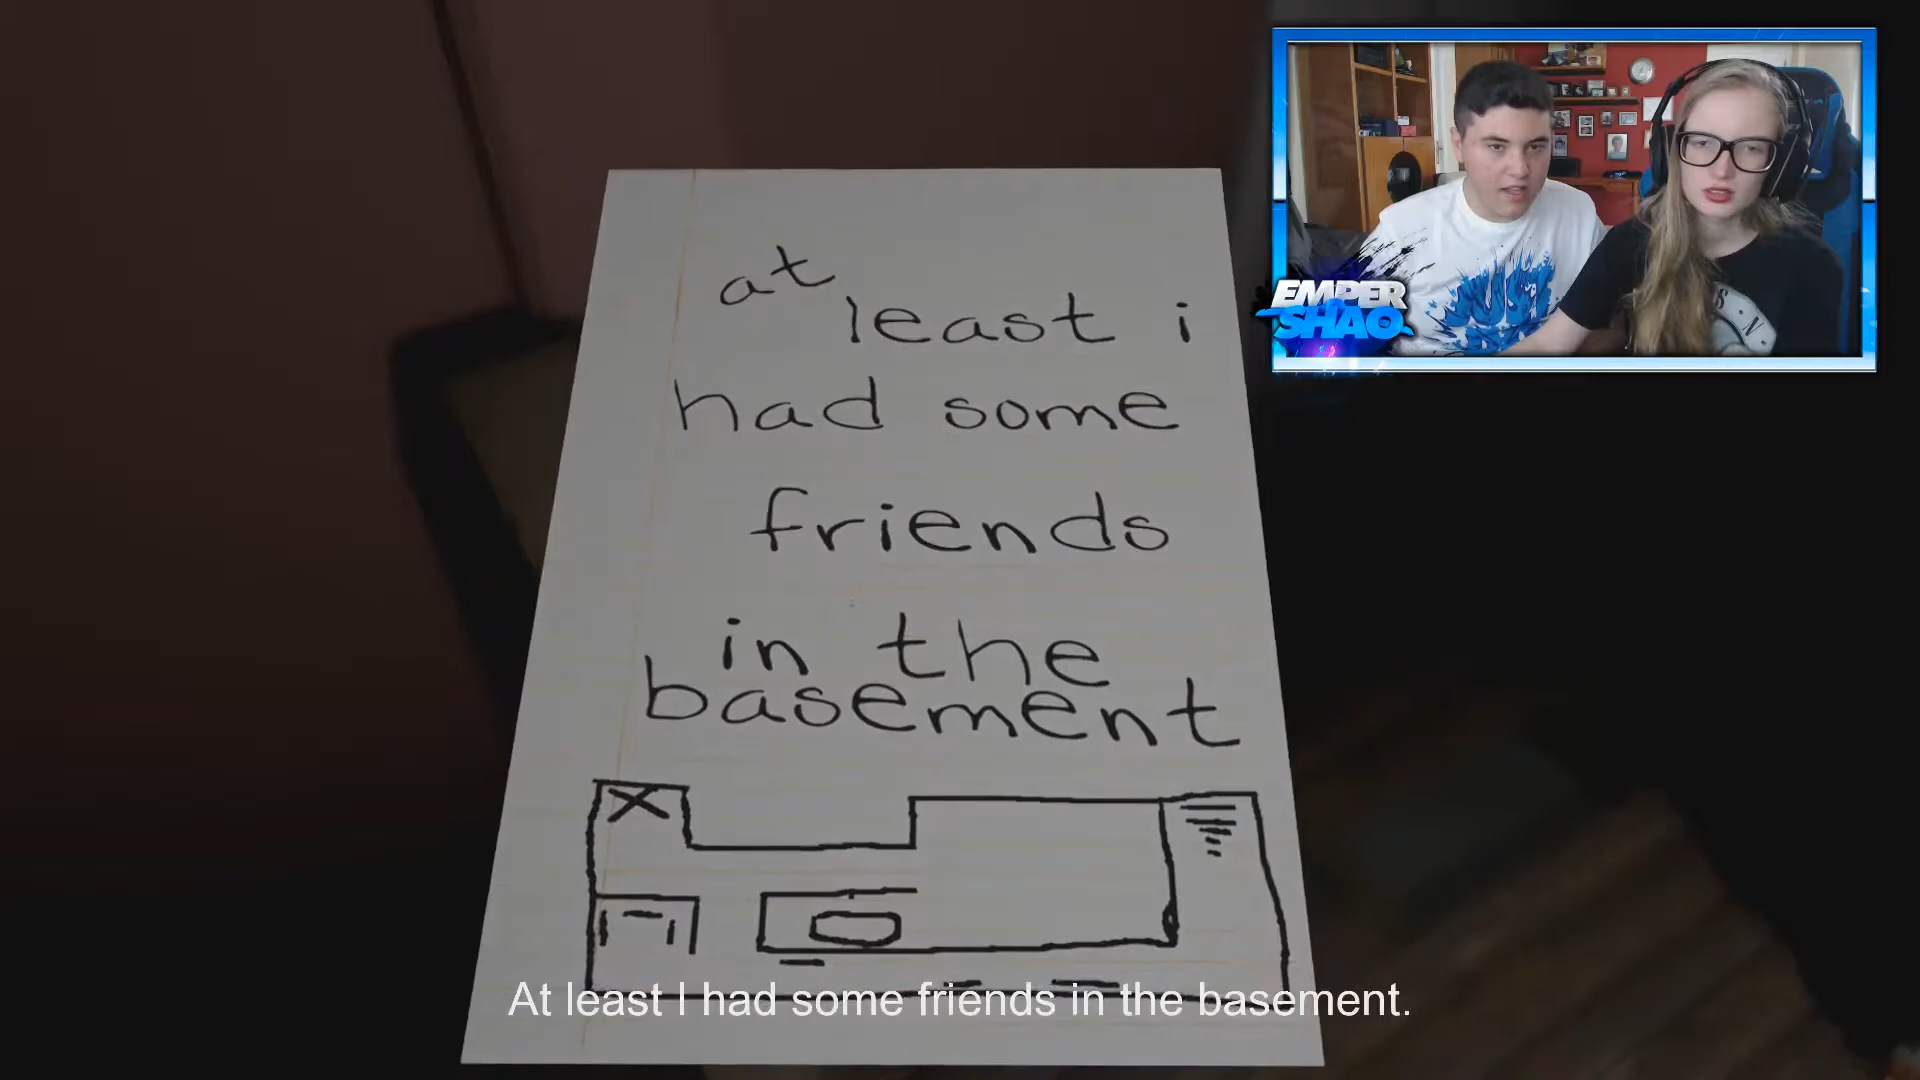 at
least i
had some
friends
in the
basement
At least I had some friends in the basement.
EMPER
SHAO